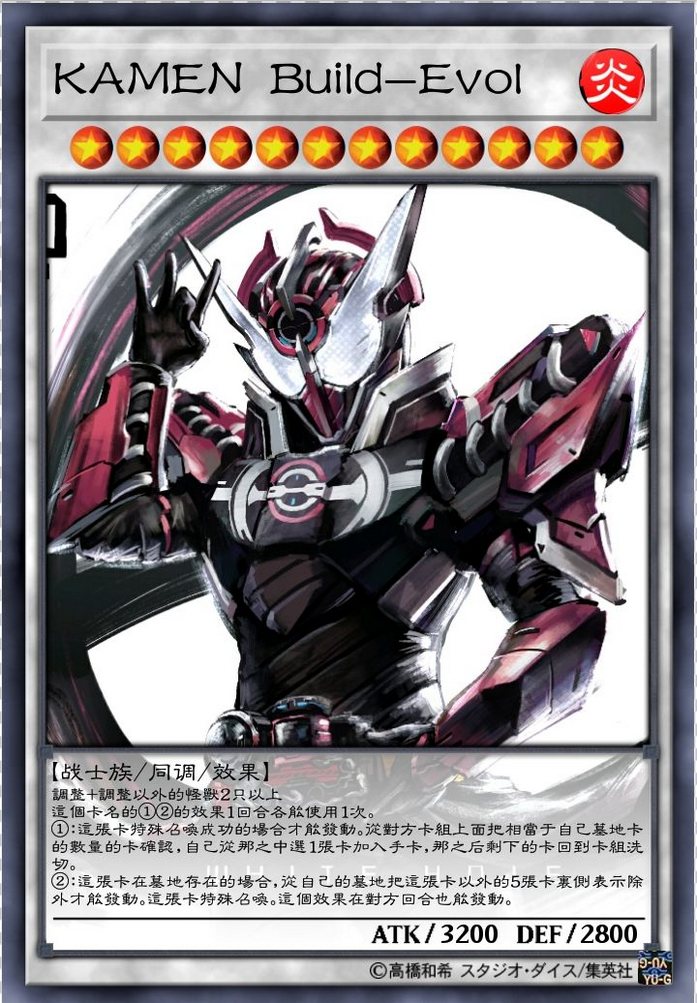 KAMEN Build–Evol
炎
【战士族/同调/效果】
調整+調整以外的怪獸2只以上
這個卡名的①②的效果1回合各能使用1次。
①:這張卡特殊召喚成功的場合才能發動。從對方卡組上面把相當于自己墓地卡
的數量的卡確認,自己從那之中選1張卡加入手卡,那之后剩下的卡回到卡組洗
切。
②:這張卡在墓地存在的場合,從自己的墓地把這張卡以外的5張卡裏側表示除
外才能發動。這張卡特殊召喚。這個效果在對方回合也能發動。
ATK/3200 DEF/2800
©高橋和希 スタジオ・ダイス/集英社